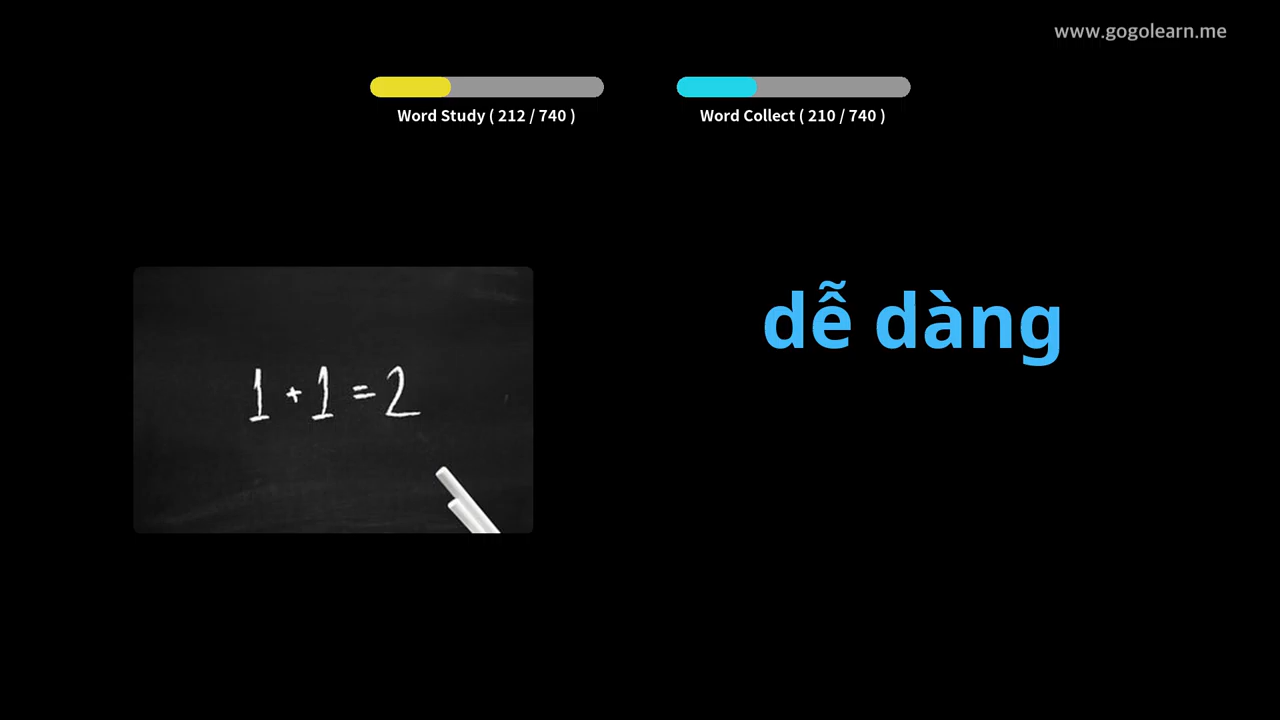 www.gogolearn.me
Word Study ( 212 / 740 )
Word Collect ( 210 / 740 )
dễ dàng
1 + 1 = 2